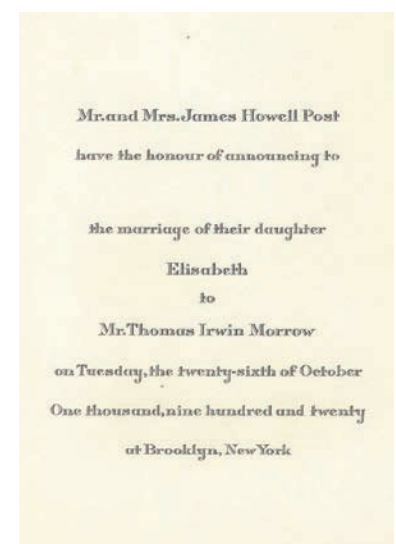 Mr. and Mrs. James Howell Post
have the honour of announcing to
the marriage of their daughter
Elisabeth
to
Mr. Thomas Irwin Morrow
on Tuesday, the twenty-sixth of October
One thousand, nine hundred and twenty
at Brooklyn, New York